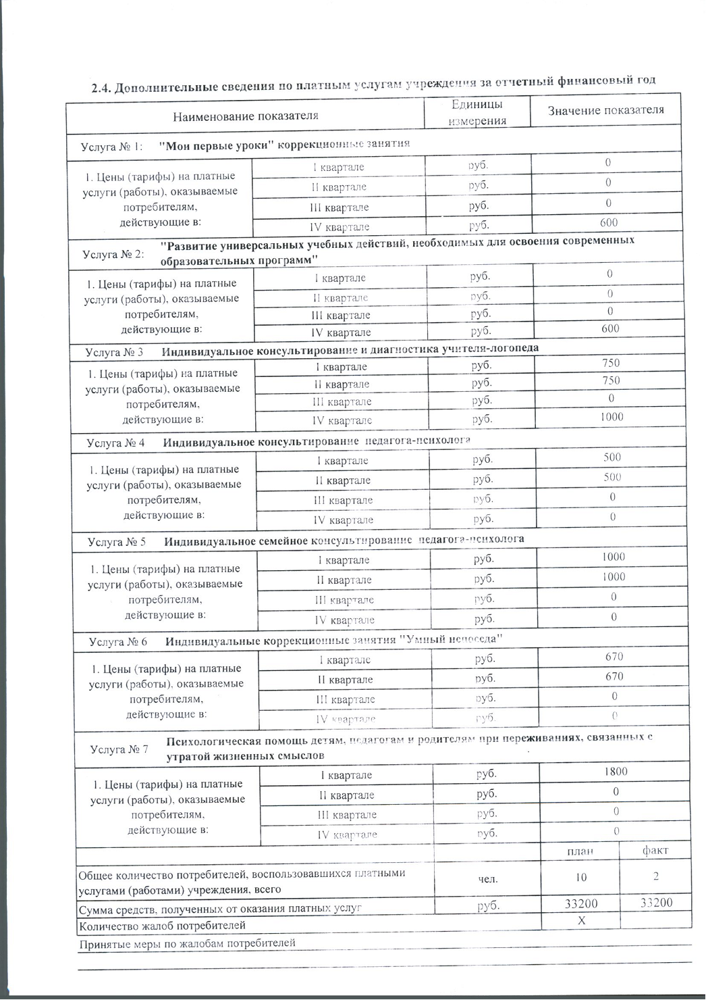 2.4. Дополнительные сведения по платным услугам учреждения за отчетный финансовый год
Наименование показателя
Единицы
измерения
Значение показателя
Услуга № 1: "Мои первые уроки" коррекционные занятия
1. Цены (тарифы) на платные
услуги (работы), оказываемые
потребителям,
действующие в:
I квартале руб. 0
II квартале руб. 0
III квартале руб. 0
IV квартале руб. 600
Услуга № 2: "Развитие универсальных учебных действий, необходимых для освоения современных
образовательных программ"
1. Цены (тарифы) на платные
услуги (работы), оказываемые
потребителям,
действующие в:
I квартале руб. 0
II квартале руб. 0
III квартале руб. 0
IV квартале руб. 600
Услуга № 3 Индивидуальное консультирование и диагностика учителя-логопеда
1. Цены (тарифы) на платные
услуги (работы), оказываемые
потребителям,
действующие в:
I квартале руб. 750
II квартале руб. 750
III квартале руб. 0
IV квартале руб. 1000
Услуга № 4 Индивидуальное консультирование педагога-психолога
1. Цены (тарифы) на платные
услуги (работы), оказываемые
потребителям,
действующие в:
I квартале руб. 500
II квартале руб. 500
III квартале руб. 0
IV квартале руб. 0
Услуга № 5 Индивидуальное семейное консультирование педагога-психолога
1. Цены (тарифы) на платные
услуги (работы), оказываемые
потребителям,
действующие в:
I квартале руб. 1000
II квартале руб. 1000
III квартале руб. 0
IV квартале руб. 0
Услуга № 6 Индивидуальные коррекционные занятия "Умный непоседа"
1. Цены (тарифы) на платные
услуги (работы), оказываемые
потребителям,
действующие в:
I квартале руб. 670
II квартале руб. 670
III квартале руб. 0
IV квартале руб. 0
Услуга № 7 Психологическая помощь детям, педагогам и родителям при переживаниях, связанных с
утратой жизненных смыслов
1. Цены (тарифы) на платные
услуги (работы), оказываемые
потребителям,
действующие в:
I квартале руб. 1800
II квартале руб. 0
III квартале руб. 0
IV квартале руб. 0
план факт
Общее количество потребителей, воспользовавшихся платными
услугами (работами) учреждения, всего
чел. 10 2
Сумма средств, полученных от оказания платных услуг руб. 33200 33200
Количество жалоб потребителей X
Принятые меры по жалобам потребителей